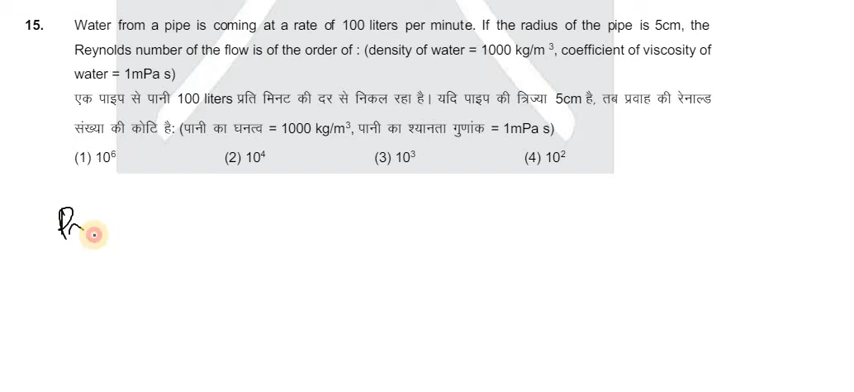 15. Water from a pipe is coming at a rate of 100 liters per minute. If the radius of the pipe is 5cm, the
Reynolds number of the flow is of the order of : (density of water = 1000 kg/m ³, coefficient of viscosity of
water = 1mPa s)
एक पाइप से पानी 100 liters प्रति मिनट की दर से निकल रहा है। यदि पाइप की त्रिज्या 5cm है, तब प्रवाह की रेनाल्ड
संख्या की कोटि है: (पानी का घनत्व = 1000 kg/m³, पानी का श्यानता गुणांक = 1mPa s)
(1) 10⁶ (2) 10⁴ (3) 10³ (4) 10²